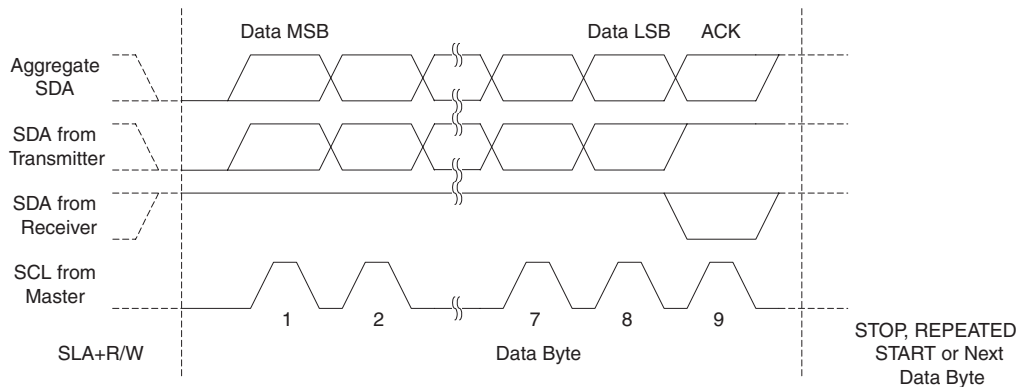 Data MSB
Data LSB
ACK
Aggregate
SDA
SDA from
Transmitter
SDA from
Receiver
SCL from
Master
1
2
7
8
9
SLA+R/W
Data Byte
STOP, REPEATED
START or Next
Data Byte